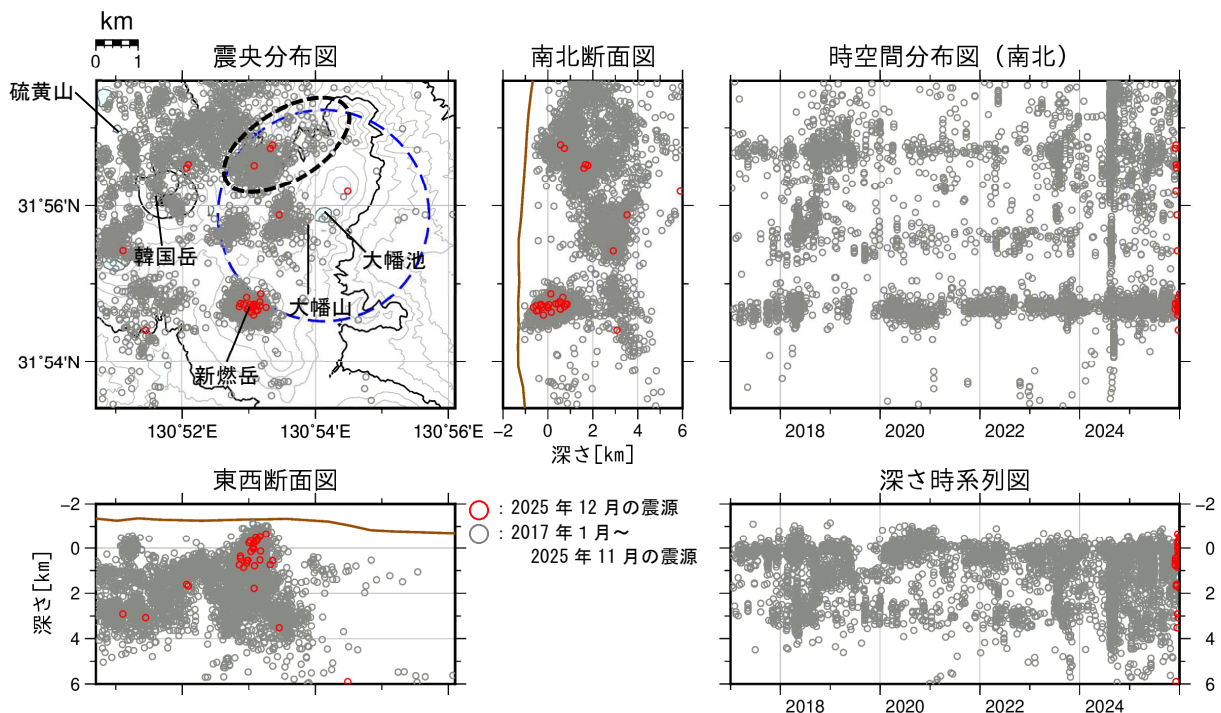 km
0 1
震央分布図
南北断面図
時空間分布図（南北）
硫黄山
31°56'N
韓国岳
大幡池
大幡山
31°54'N
新燃岳
130°52'E 130°54'E 130°56'E
−2 0 2 4 6
深さ[km]
2018 2020 2022 2024
東西断面図
深さ時系列図
−2
0
2
4
6
深さ[km]
：2025 年 12 月の震源
：2017 年 1 月～
2025 年 11 月の震源
−2
0
2
4
6
2018 2020 2022 2024